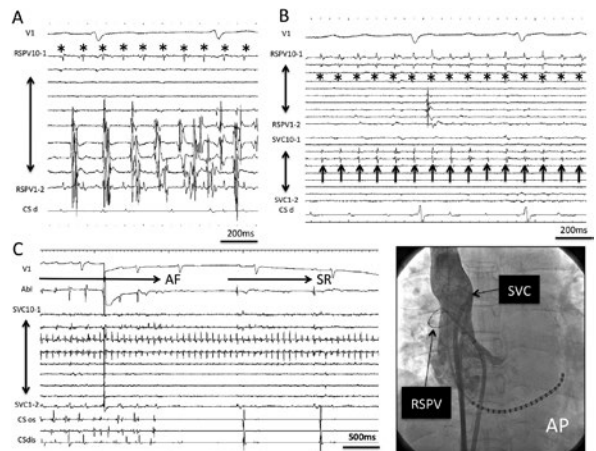 A
V1
RSPV10-1
* * * * * * * * * *
RSPV1-2
CS d
200ms
B
V1
RSPV10-1
* * * * * * * * * * * * * *
RSPV1-2
SVC10-1
SVC1-2
CS d
200ms
C
V1
AF
SR
Abl
SVC10-1
SVC1-2
CS os
CSdis
500ms
SVC
RSPV
AP